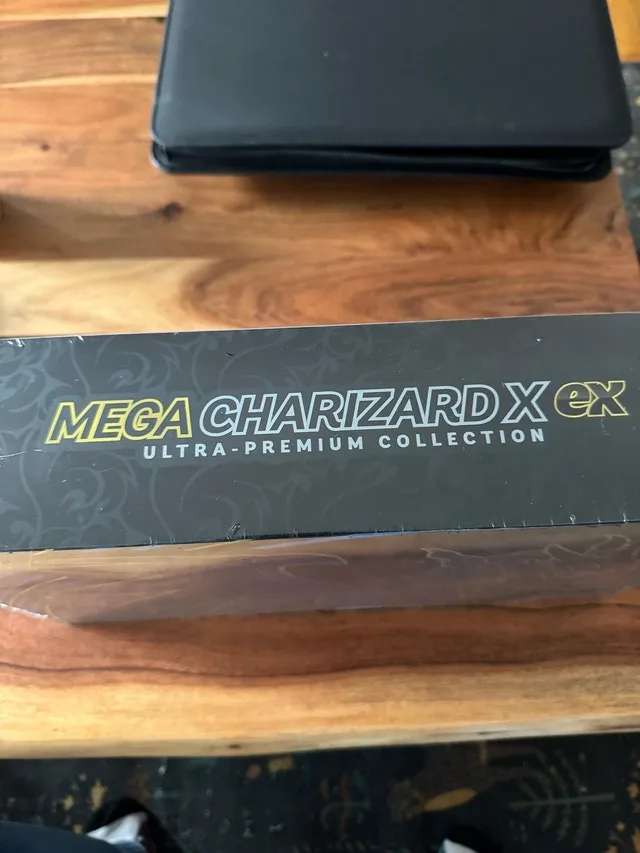 MEGA CHARIZARD X ex
ULTRA-PREMIUM COLLECTION